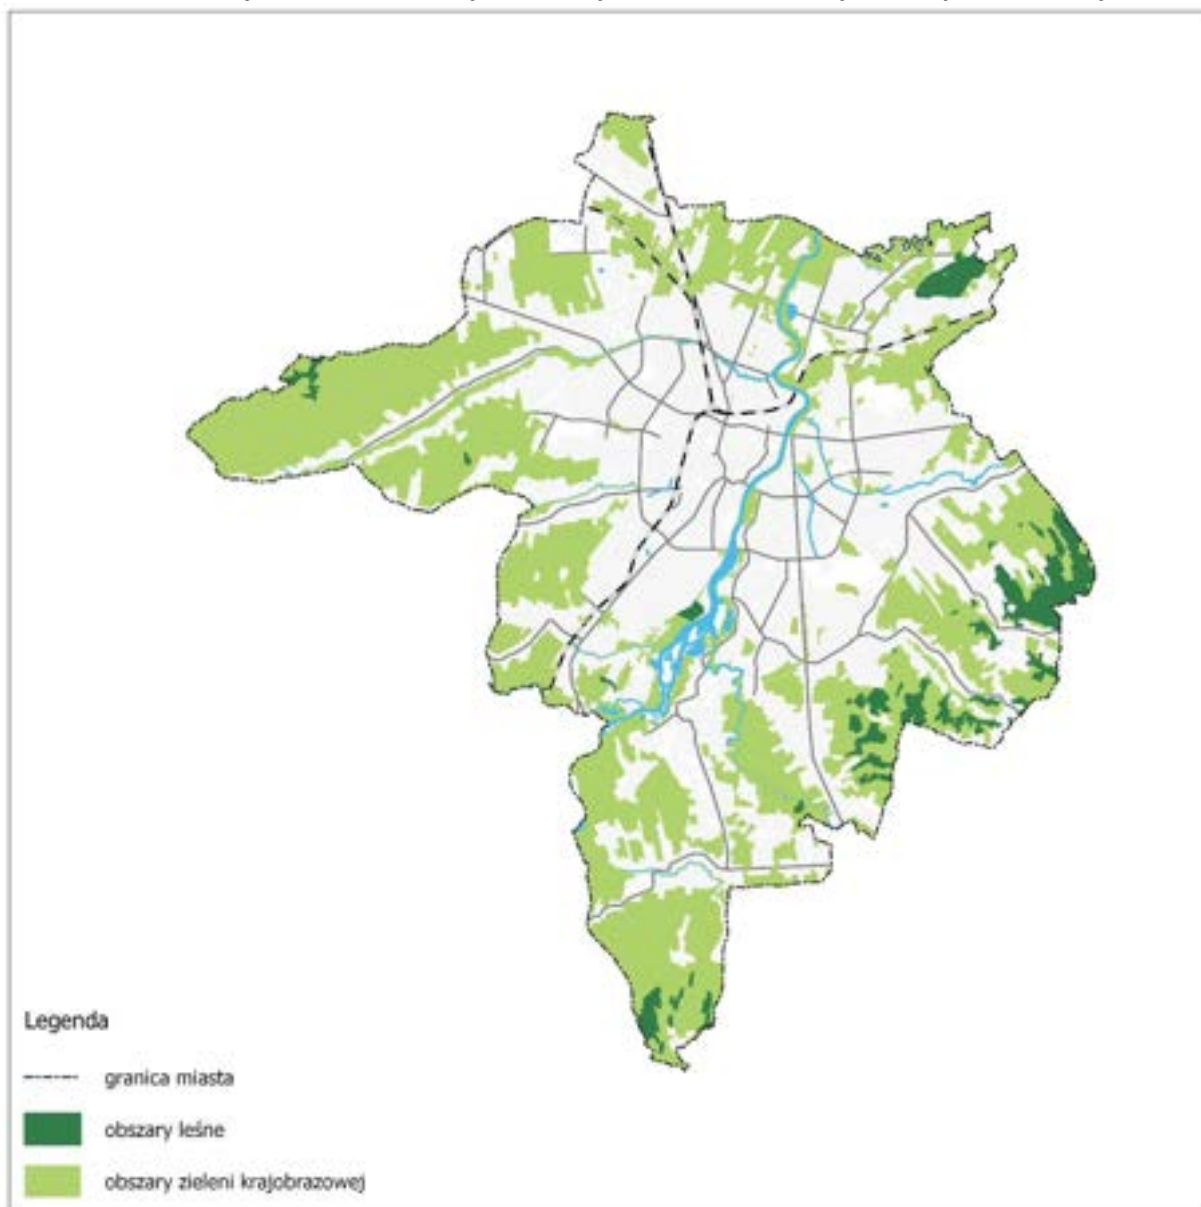 Legenda
granica miasta
obszary leśne
obszary zieleni krajobrazowej